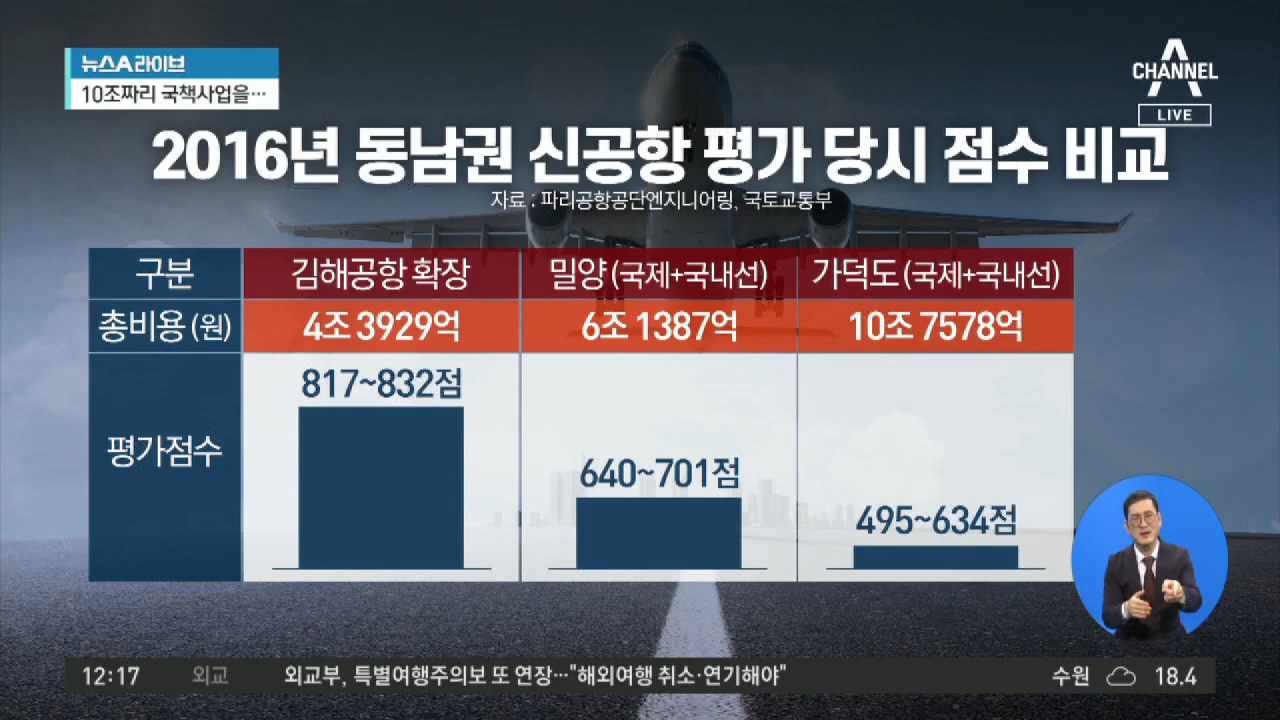 뉴스A 라이브
10조짜리 국책사업을…
CHANNEL A
LIVE
2016년 동남권 신공항 평가 당시 점수 비교
자료 : 파리공항공단엔지니어링, 국토교통부
구분 김해공항 확장 밀양 (국제+국내선) 가덕도 (국제+국내선)
총비용 (원) 4조 3929억 6조 1387억 10조 7578억
평가점수 817~832점 640~701점 495~634점
12:17 외교 외교부, 특별여행주의보 또 연장…"해외여행 취소·연기해야" 수원 18.4